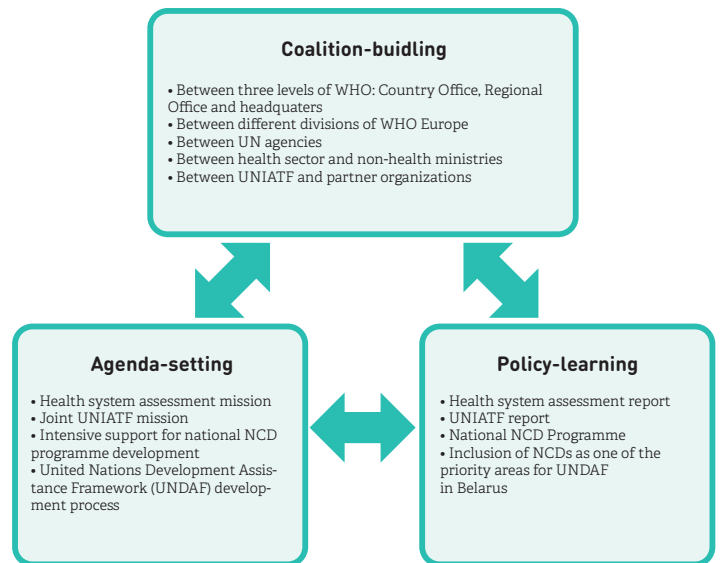 Coalition-buidling
• Between three levels of WHO: Country Office, Regional
Office and headquaters
• Between different divisions of WHO Europe
• Between UN agencies
• Between health sector and non-health ministries
• Between UNIATF and partner organizations
Agenda-setting
• Health system assessment mission
• Joint UNIATF mission
• Intensive support for national NCD
programme development
• United Nations Development Assis-
tance Framework (UNDAF) develop-
ment process
Policy-learning
• Health system assessment report
• UNIATF report
• National NCD Programme
• Inclusion of NCDs as one of the
priority areas for UNDAF
in Belarus